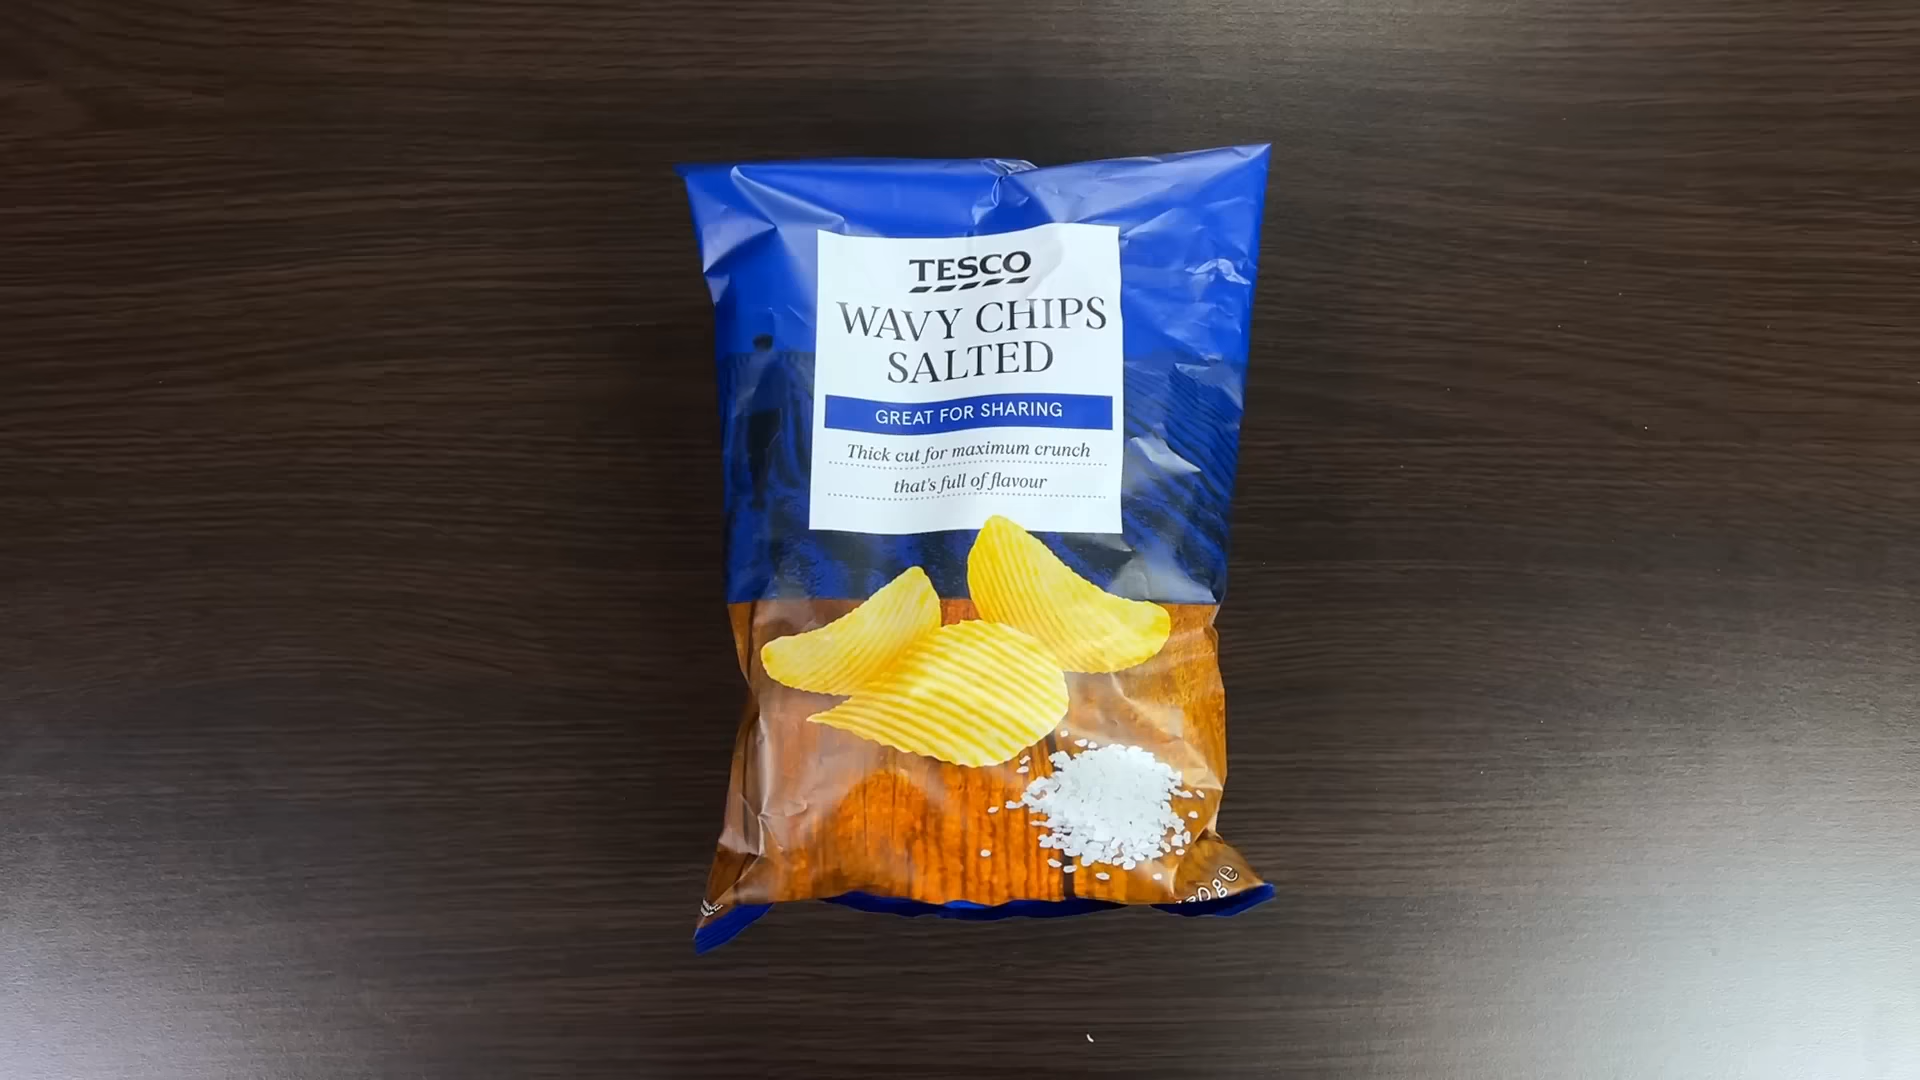 TESCO
WAVY CHIPS
SALTED
GREAT FOR SHARING
Thick cut for maximum crunch
that's full of flavour